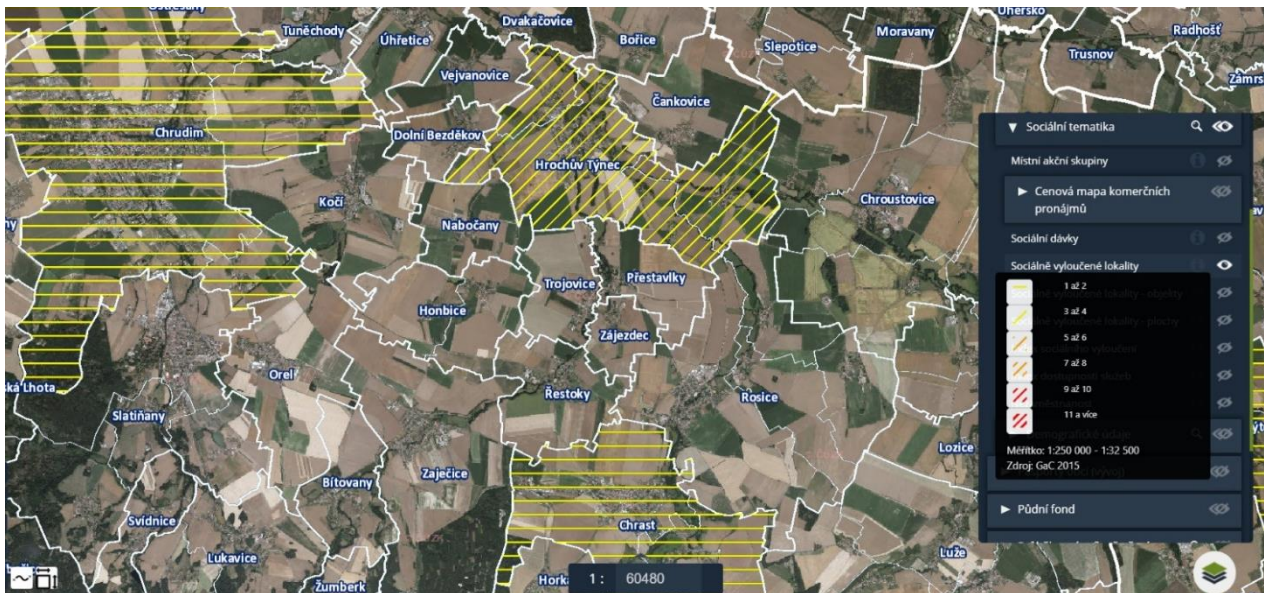 Tuněchody
Úhřetice
Dvakačovice
Bořice
Slepotice
Moravany
Uhersko
Trusnov
Radhošť
Vejvanovice
Čankovice
Chrudim
Dolní Bezděkov
Hrochův Týnec
Kočí
Nabočany
Chroustovice
Trojovice
Přestavlky
Honbice
Zájezdec
Orel
Řestoky
Rosice
Slatiňany
Lozice
Zaječice
Bítovany
Svídnice
Chrast
Lukavice
Luže
Žumberk
▼ Sociální tematika
Místní akční skupiny
▶ Cenová mapa komerčních
pronájmů
Sociální dávky
Sociálně vyloučené lokality
1 až 2
3 až 4
5 až 6
7 až 8
9 až 10
11 a více
Měřítko: 1:250 000 - 1:32 500
Zdroj: GaC 2015
▶ Půdní fond
1 : 60480